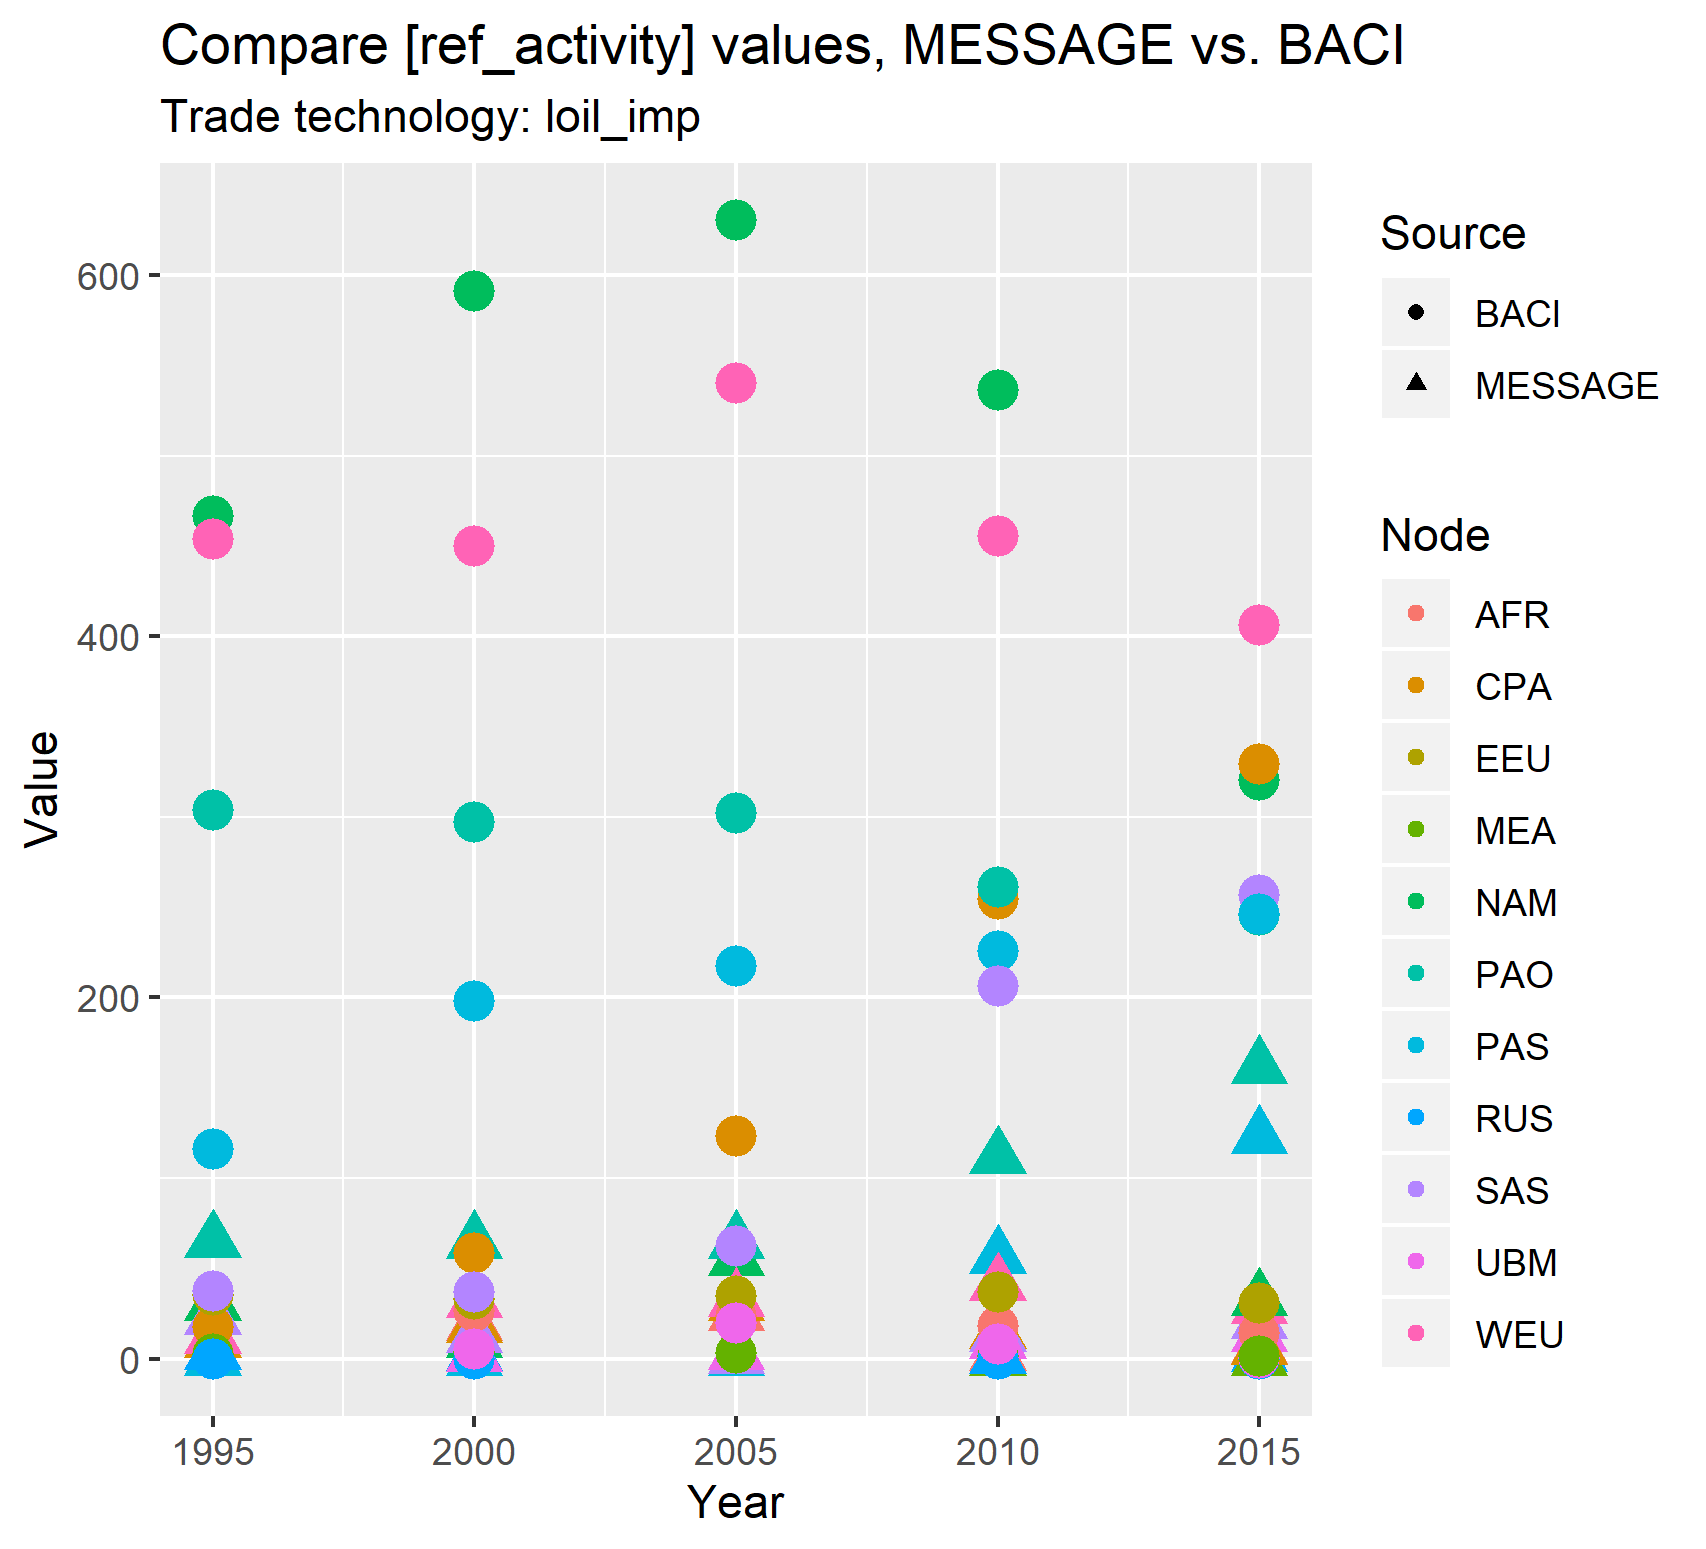 Compare [ref_activity] values, MESSAGE vs. BACI
Trade technology: loil_imp
Value
600
400
200
0
1995
2000
2005
2010
2015
Year
Source
BACI
MESSAGE
Node
AFR
CPA
EEU
MEA
NAM
PAO
PAS
RUS
SAS
UBM
WEU